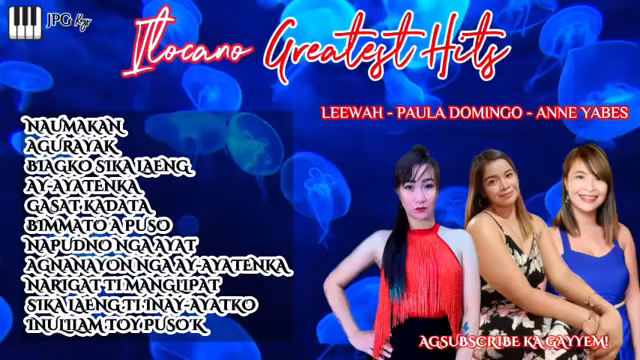 JPG Keys
Ilocano Greatest Hits
LEEWAH - PAULA DOMINGO - ANNE YABES
NAUMAKAN
AGURAYAK
BIAGKO SIKA LAENG
AY-AYATENKA
GASAT KADATA
BIMMATO A PUSO
NAPUDNO NGA AYAT
AGNANAYON NGA AY-AYATENKA
NARIGAT TI MANGLIPAT
SIKA LAENG TI INAY-AYATKO
INULILAM TOY PUSO'K
AGSUBSCRIBE KA GAYYEM!